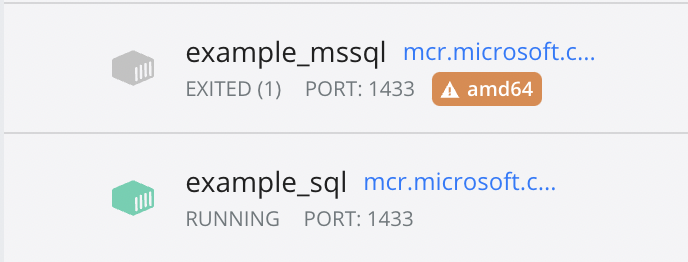 example_mssql mcr.microsoft.c...
EXITED (1) PORT: 1433 amd64
example_sql mcr.microsoft.c...
RUNNING PORT: 1433